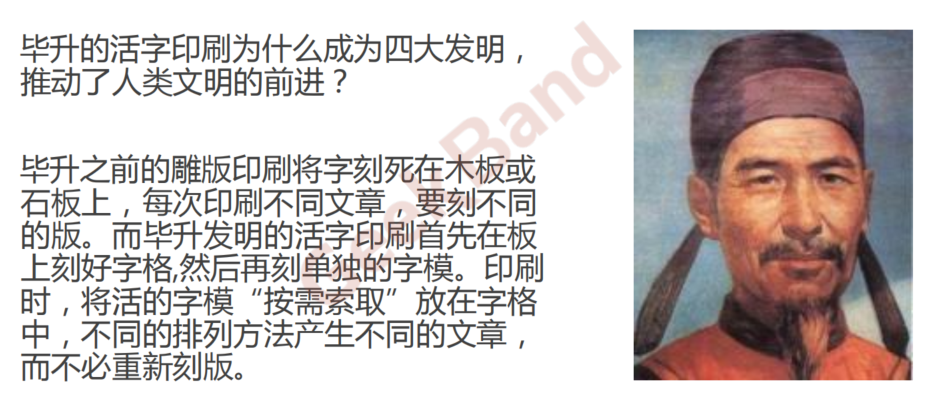 毕升的活字印刷为什么成为四大发明，
推动了人类文明的前进？
毕升之前的雕版印刷将字刻死在木板或
石板上，每次印刷不同文章，要刻不同
的版。而毕升发明的活字印刷首先在板
上刻好字格,然后再刻单独的字模。印刷
时，将活的字模“按需索取”放在字格
中，不同的排列方法产生不同的文章，
而不必重新刻版。
GeekBand